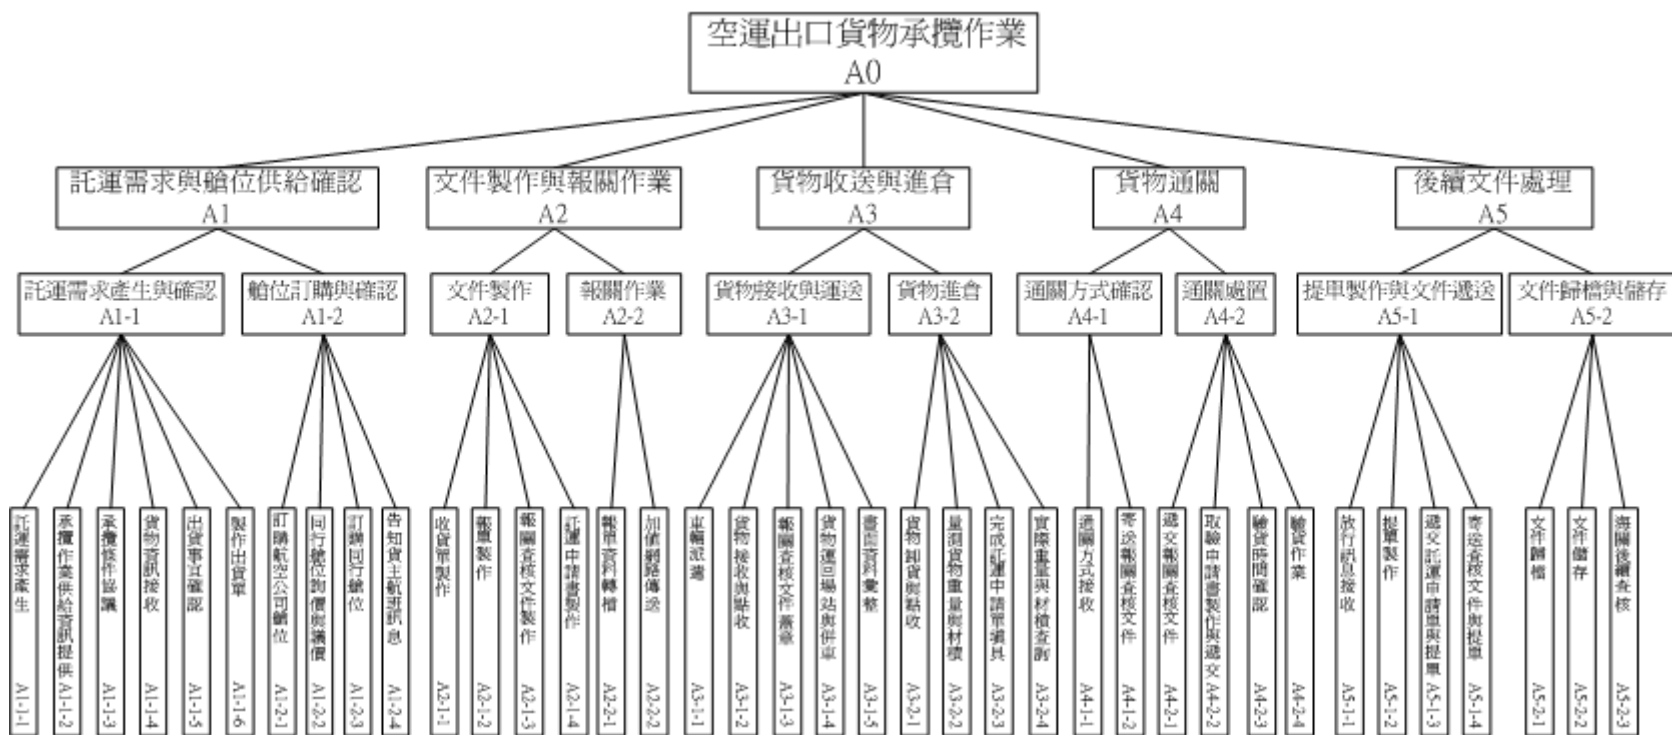 空運出口貨物承攬作業
A0
託運需求與艙位供給確認
A1
文件製作與報關作業
A2
貨物收送與進倉
A3
貨物通關
A4
後續文件處理
A5
託運需求產生與確認
A1-1
艙位訂購與確認
A1-2
文件製作
A2-1
報關作業
A2-2
貨物接收與運送
A3-1
貨物進倉
A3-2
通關方式確認
A4-1
通關處置
A4-2
提單製作與文件遞送
A5-1
文件歸檔與儲存
A5-2
託運需求產生
A1-1-1
承攬作業供給資訊提供
A1-1-2
承攬條件協議
A1-1-3
貨物資訊接收
A1-1-4
出貨事宜確認
A1-1-5
製作出貨單
A1-1-6
訂購航空公司艙位
A1-2-1
同行艙位詢價與議價
A1-2-2
訂購同行艙位
A1-2-3
告知貨主航班訊息
A1-2-4
收貨單製作
A2-1-1
報單製作
A2-1-2
報關查核文件製作
A2-1-3
託運申請書製作
A2-1-4
報單資料轉檔
A2-2-1
加值網路傳送
A2-2-2
車輛派遣
A3-1-1
貨物接收與點收
A3-1-2
報關查核文件蓋章
A3-1-3
貨物運回場站與併車
A3-1-4
書面資料彙整
A3-1-5
貨物卸貨與點收
A3-2-1
量測貨物重量與材積
A3-2-2
完成託運申請單填具
A3-2-3
實際重量與材積查詢
A3-2-4
通關方式接收
A4-1-1
寄送報關查核文件
A4-1-2
遞交報關查核文件
A4-2-1
取驗申請書製作與遞交
A4-2-2
驗貨時間確認
A4-2-3
驗貨作業
A4-2-4
放行訊息接收
A5-1-1
提單製作
A5-1-2
遞交託運申請單與提單
A5-1-3
寄送查核文件與提單
A5-1-4
文件歸檔
A5-2-1
文件儲存
A5-2-2
海關後續查核
A5-2-3